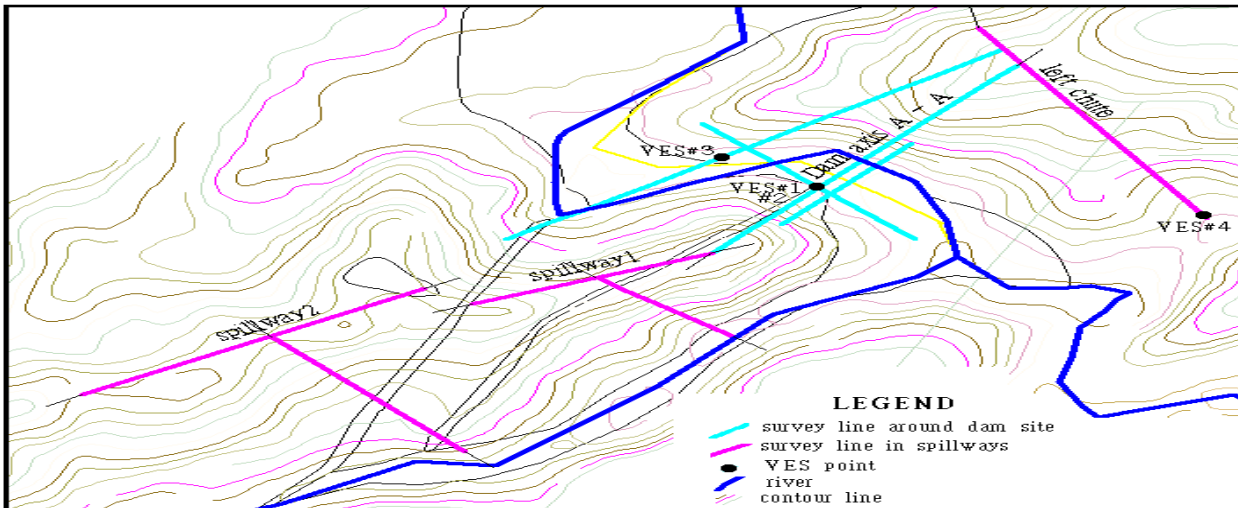 left chute
Dam axis A - A
VES#3
VES#1
#2
VES#4
spillway1
spillway2
LEGEND
survey line around dam site
survey line in spillways
VES point
river
contour line